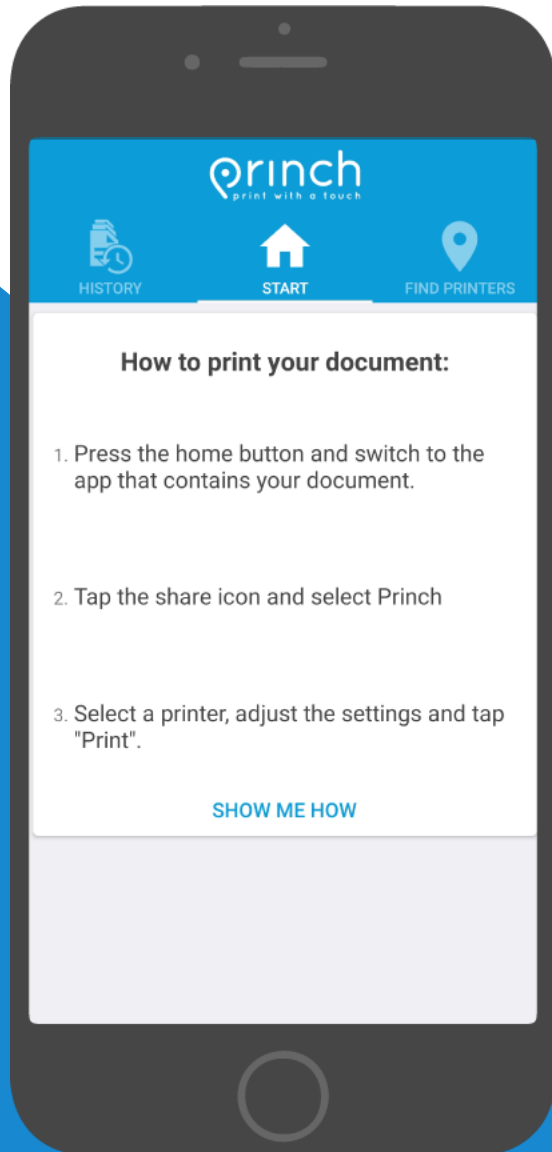 princh
print with a touch
HISTORY
START
FIND PRINTERS
How to print your document:
1. Press the home button and switch to the
app that contains your document.
2. Tap the share icon and select Princh
3. Select a printer, adjust the settings and tap
"Print".
SHOW ME HOW